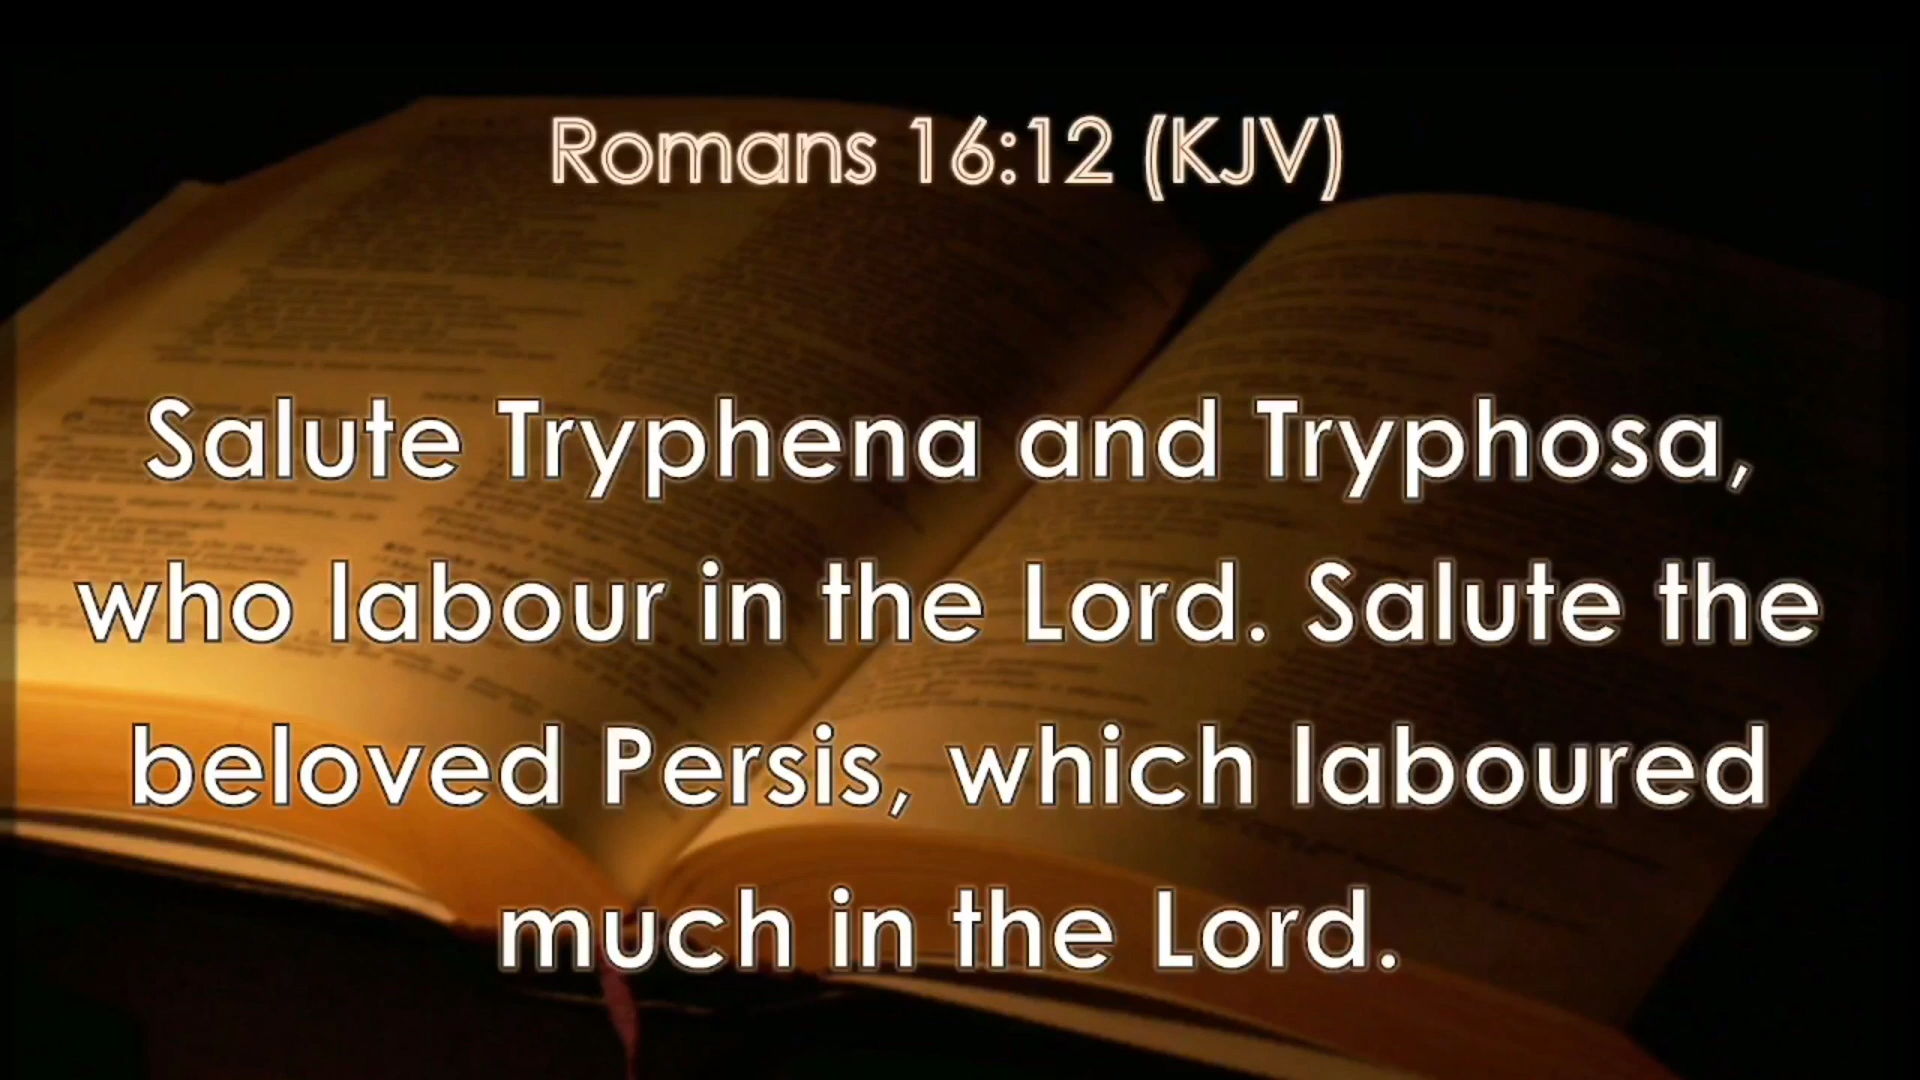 Romans 16:12 (KJV)
Salute Tryphena and Tryphosa,
who labour in the Lord. Salute the
beloved Persis, which laboured
much in the Lord.